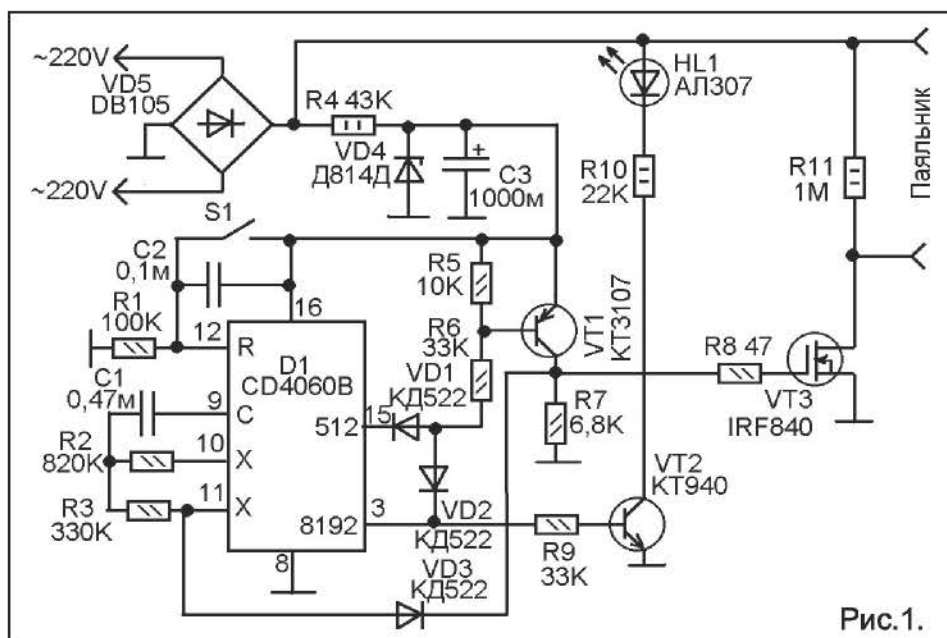 ~220V
VD5
DB105
~220V
R4 43K
VD4
Д814Д
+
C3
1000м
HL1
АЛ307
R10
22K
R11
1M
Паяльник
S1
C2
0,1м
R1
100K
16
12
R
D1
CD4060B
C1
0,47м
9
C
R2
820K
10
X
R3
330K
11
X
15
512
3
8192
8
R5
10K
R6
33K
VD1
КД522
VT1
КТ3107
R7
6,8K
R8 47
VT3
IRF840
VT2
КТ940
VD2
КД522
VD3
КД522
R9
33K
Рис.1.